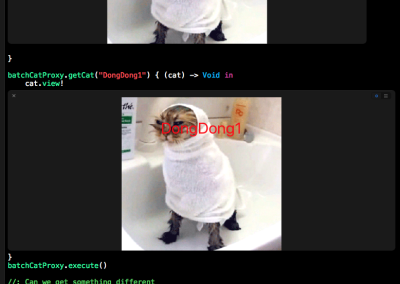 }
batchCatProxy.getCat("DongDong1") { (cat) -> Void in
cat.view!
DongDong1
}
batchCatProxy.execute()
//: Can we get something different